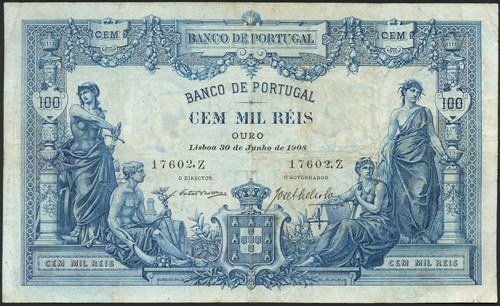 BANCO DE PORTUGAL
CEM
CEM
100
100
BANCO DE PORTUGAL
CEM MIL RÉIS
OURO
Lisboa 30 de Junho de 1908
17602.Z
17602.Z
O DIRECTOR
O GOVERNADOR
CEM MIL REIS
CEM MIL REIS